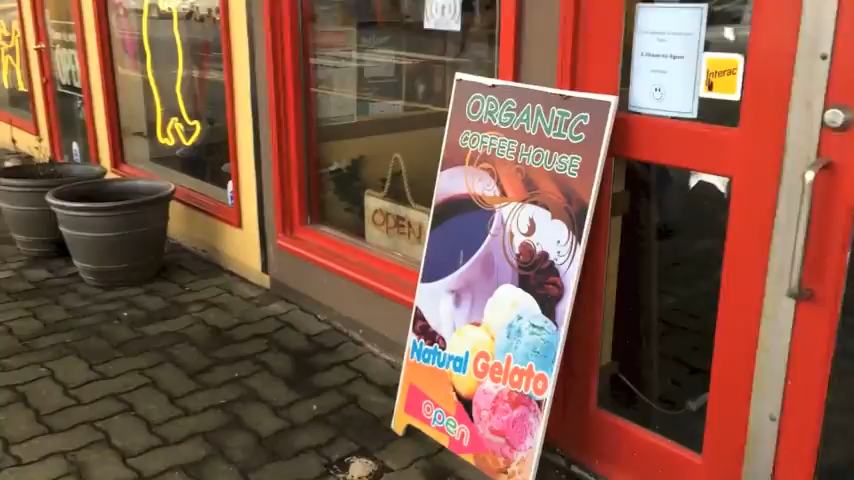 ORGANIC
COFFEE HOUSE
OPEN
Natural Gelato
open
Interac